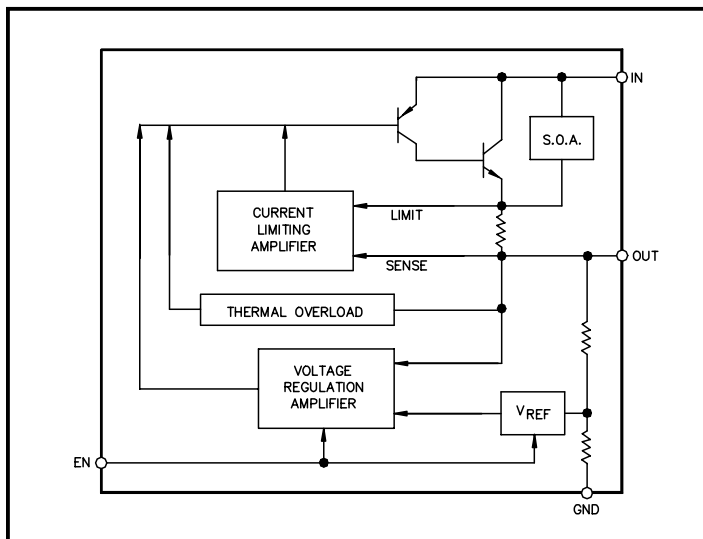 IN
S.O.A.
LIMIT
CURRENT
LIMITING
AMPLIFIER
OUT
SENSE
THERMAL OVERLOAD
VOLTAGE
REGULATION
AMPLIFIER
VREF
EN
GND